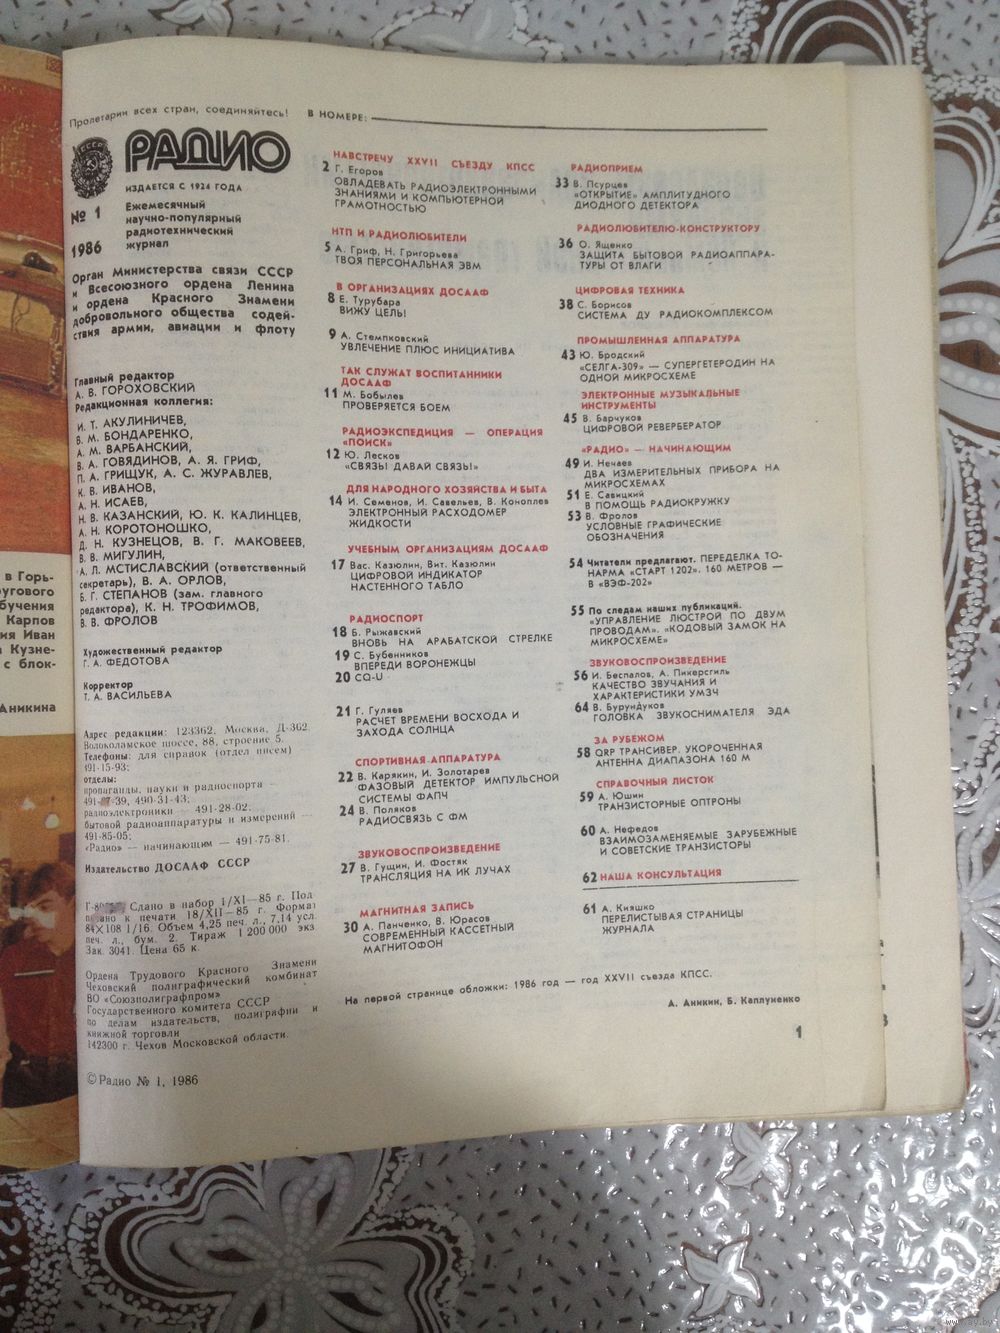 Пролетарии всех стран, соединяйтесь!
СССР
РАДИО
ИЗДАЕТСЯ С 1924 ГОДА
№ 1
1986
Ежемесячный
научно-популярный
радиотехнический
журнал
Орган Министерства связи СССР
и Всесоюзного ордена Ленина
и ордена Красного Знамени
добровольного общества содей-
ствия армии, авиации и флоту
Главный редактор
А. В. ГОРОХОВСКИЙ
Редакционная коллегия:
И. Т. АКУЛИНИЧЕВ,
В. М. БОНДАРЕНКО,
А. М. ВАРБАНСКИЙ,
В. А. ГОВЯДИНОВ, А. Я. ГРИФ,
П. А. ГРИЩУК, А. С. ЖУРАВЛЕВ,
К. В. ИВАНОВ,
А. Н. ИСАЕВ,
Н. В. КАЗАНСКИЙ, Ю. К. КАЛИНЦЕВ,
А. Н. КОРОТОНОШКО,
Д. Н. КУЗНЕЦОВ, В. Г. МАКОВЕЕВ,
В. В. МИГУЛИН,
А. Л. МСТИСЛАВСКИЙ (ответственный
секретарь), В. А. ОРЛОВ,
Б. Г. СТЕПАНОВ (зам. главного
редактора), К. Н. ТРОФИМОВ,
В. В. ФРОЛОВ
Художественный редактор
Г. А. ФЕДОТОВА
Корректор
Т. А. ВАСИЛЬЕВА
Адрес редакции: 123362. Москва, Д-362,
Волоколамское шоссе, 88, строение 5.
Телефоны: для справок (отдел писем)
491-15-93;
отделы:
пропаганды, науки и радиоспорта —
-39, 490-31-43;
радиоэлектроники — 491-28-02;
бытовой радиоаппаратуры и измерений —
491-85-05;
«Радио» — начинающим — 491-75-81.
Издательство ДОСААФ СССР
Сдано в набор 1/XI—85 г. Под
к печати 18/XII—85 г. Формат
84×108 1/16. Объем 4,25 печ. л., 7,14 усл.
печ. л., бум. 2. Тираж 1 200 000 экз
Зак. 3041. Цена 65 к.
Ордена Трудового Красного Знамени
Чеховский полиграфический комбинат
ВО «Союзполиграфпром»
Государственного комитета СССР
по делам издательств, полиграфии и
книжной торговли
142300 г. Чехов Московской области.
© Радио № 1, 1986
В НОМЕРЕ:
НАВСТРЕЧУ XXVII СЪЕЗДУ КПСС
2 Г. Егоров
ОВЛАДЕВАТЬ РАДИОЭЛЕКТРОННЫМИ
ЗНАНИЯМИ И КОМПЬЮТЕРНОЙ
ГРАМОТНОСТЬЮ
НТП И РАДИОЛЮБИТЕЛИ
5 А. Гриф, Н. Григорьева
ТВОЯ ПЕРСОНАЛЬНАЯ ЭВМ
В ОРГАНИЗАЦИЯХ ДОСААФ
8 Е. Турубара
ВИЖУ ЦЕЛЬ!
9 А. Стемпковский
УВЛЕЧЕНИЕ ПЛЮС ИНИЦИАТИВА
ТАК СЛУЖАТ ВОСПИТАННИКИ
ДОСААФ
11 М. Бобылев
ПРОВЕРЯЕТСЯ БОЕМ
РАДИОЭКСПЕДИЦИЯ — ОПЕРАЦИЯ
«ПОИСК»
12 Ю. Лесков
«СВЯЗЬ! ДАВАЙ СВЯЗЬ!»
ДЛЯ НАРОДНОГО ХОЗЯЙСТВА И БЫТА
14 И. Семенов, И. Савельев, В. Коноплев
ЭЛЕКТРОННЫЙ РАСХОДОМЕР
ЖИДКОСТИ
УЧЕБНЫМ ОРГАНИЗАЦИЯМ ДОСААФ
17 Вас. Казюлин, Вит. Казюлин
ЦИФРОВОЙ ИНДИКАТОР
НАСТЕННОГО ТАБЛО
РАДИОСПОРТ
18 Б. Рыжавский
ВНОВЬ НА АРАБАТСКОЙ СТРЕЛКЕ
19 С. Бубенников
ВПЕРЕДИ ВОРОНЕЖЦЫ
20 CQ-U
21 Г. Гуляев
РАСЧЕТ ВРЕМЕНИ ВОСХОДА И
ЗАХОДА СОЛНЦА
СПОРТИВНАЯ АППАРАТУРА
22 В. Карякин, И. Золотарев
ФАЗОВЫЙ ДЕТЕКТОР ИМПУЛЬСНОЙ
СИСТЕМЫ ФАПЧ
24 В. Поляков
РАДИОСВЯЗЬ С ФМ
ЗВУКОВОСПРОИЗВЕДЕНИЕ
27 В. Гущин, И. Фостяк
ТРАНСЛЯЦИЯ НА ИК ЛУЧАХ
МАГНИТНАЯ ЗАПИСЬ
30 А. Панченко, В. Юрасов
СОВРЕМЕННЫЙ КАССЕТНЫЙ
МАГНИТОФОН
РАДИОПРИЕМ
33 В. Псурцев
«ОТКРЫТИЕ» АМПЛИТУДНОГО
ДИОДНОГО ДЕТЕКТОРА
РАДИОЛЮБИТЕЛЮ-КОНСТРУКТОРУ
36 О. Ященко
ЗАЩИТА БЫТОВОЙ РАДИОАППАРА-
ТУРЫ ОТ ВЛАГИ
ЦИФРОВАЯ ТЕХНИКА
38 С. Борисов
СИСТЕМА ДУ РАДИОКОМПЛЕКСОМ
ПРОМЫШЛЕННАЯ АППАРАТУРА
43 Ю. Бродский
«СЕЛГА-309» — СУПЕРГЕТЕРОДИН НА
ОДНОЙ МИКРОСХЕМЕ
ЭЛЕКТРОННЫЕ МУЗЫКАЛЬНЫЕ
ИНСТРУМЕНТЫ
45 В. Барчуков
ЦИФРОВОЙ РЕВЕРБЕРАТОР
«РАДИО» — НАЧИНАЮЩИМ
49 И. Нечаев
ДВА ИЗМЕРИТЕЛЬНЫХ ПРИБОРА НА
МИКРОСХЕМАХ
51 Е. Савицкий
В ПОМОЩЬ РАДИОКРУЖКУ
53 В. Фролов
УСЛОВНЫЕ ГРАФИЧЕСКИЕ
ОБОЗНАЧЕНИЯ
54 Читатели предлагают. ПЕРЕДЕЛКА ТО-
НАРМА «СТАРТ 1202». 160 МЕТРОВ —
В «ВЭФ-202»
55 По следам наших публикаций.
«УПРАВЛЕНИЕ ЛЮСТРОЙ ПО ДВУМ
ПРОВОДАМ». «КОДОВЫЙ ЗАМОК НА
МИКРОСХЕМЕ»
ЗВУКОВОСПРОИЗВЕДЕНИЕ
56 И. Беспалов, А. Пикерсгиль
КАЧЕСТВО ЗВУЧАНИЯ И
ХАРАКТЕРИСТИКИ УМЗЧ
64 В. Бурундуков
ГОЛОВКА ЗВУКОСНИМАТЕЛЯ ЭДА
ЗА РУБЕЖОМ
58 QRP ТРАНСИВЕР. УКОРОЧЕННАЯ
АНТЕННА ДИАПАЗОНА 160 М
СПРАВОЧНЫЙ ЛИСТОК
59 А. Юшин
ТРАНЗИСТОРНЫЕ ОПТРОНЫ
60 А. Нефедов
ВЗАИМОЗАМЕНЯЕМЫЕ ЗАРУБЕЖНЫЕ
И СОВЕТСКИЕ ТРАНЗИСТОРЫ
62 НАША КОНСУЛЬТАЦИЯ
61 А. Кияшко
ПЕРЕЛИСТЫВАЯ СТРАНИЦЫ
ЖУРНАЛА
На первой странице обложки: 1986 год — год XXVII съезда КПСС.
А. Аникин, Б. Каплуненко
1
в Горь-
ругового
бучения
Карпов
ия Иван
Кузне-
с блок-
Аникина